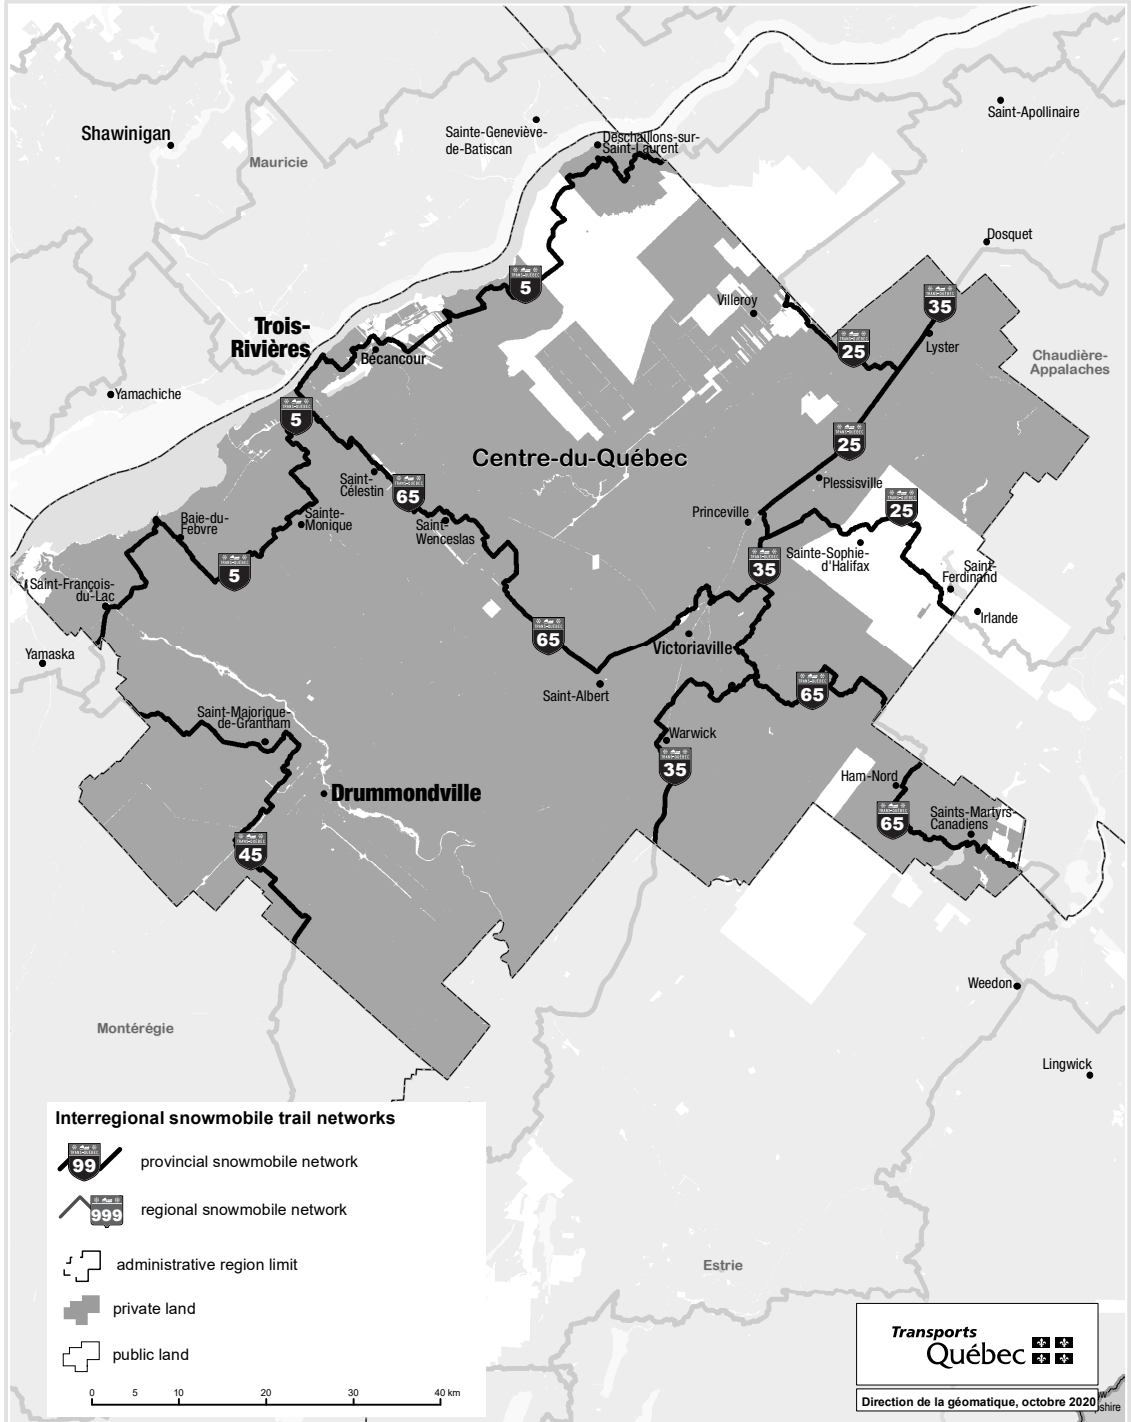 Saint-Apollinaire
Shawinigan
Sainte-Geneviève-
de-Batiscan
Deschaillons-sur-
Saint-Laurent
Mauricie
Dosquet
5
35
Villeroy
Trois-
Rivières
25
Lyster
Bécancour
Chaudière-
Appalaches
Yamachiche
5
25
Centre-du-Québec
Saint-
Célestin
65
Plessisville
25
Princeville
Baie-du-
Febvre
Sainte-
Monique
Saint-
Wenceslas
Sainte-Sophie-
d'Halifax
5
35
Saint-
Ferdinand
Saint-François-
du-Lac
Irlande
65
Yamaska
Victoriaville
Saint-Albert
65
Saint-Majorique-
de-Grantham
Warwick
35
Ham-Nord
Drummondville
65
Saints-Martyrs-
Canadiens
45
Weedon
Montérégie
Lingwick
Interregional snowmobile trail networks
TRANS-QUÉBEC
99
provincial snowmobile network
999
regional snowmobile network
administrative region limit
Estrie
private land
public land
0 5 10 20 30 40 km
Transports
Québec
Direction de la géomatique, octobre 2020